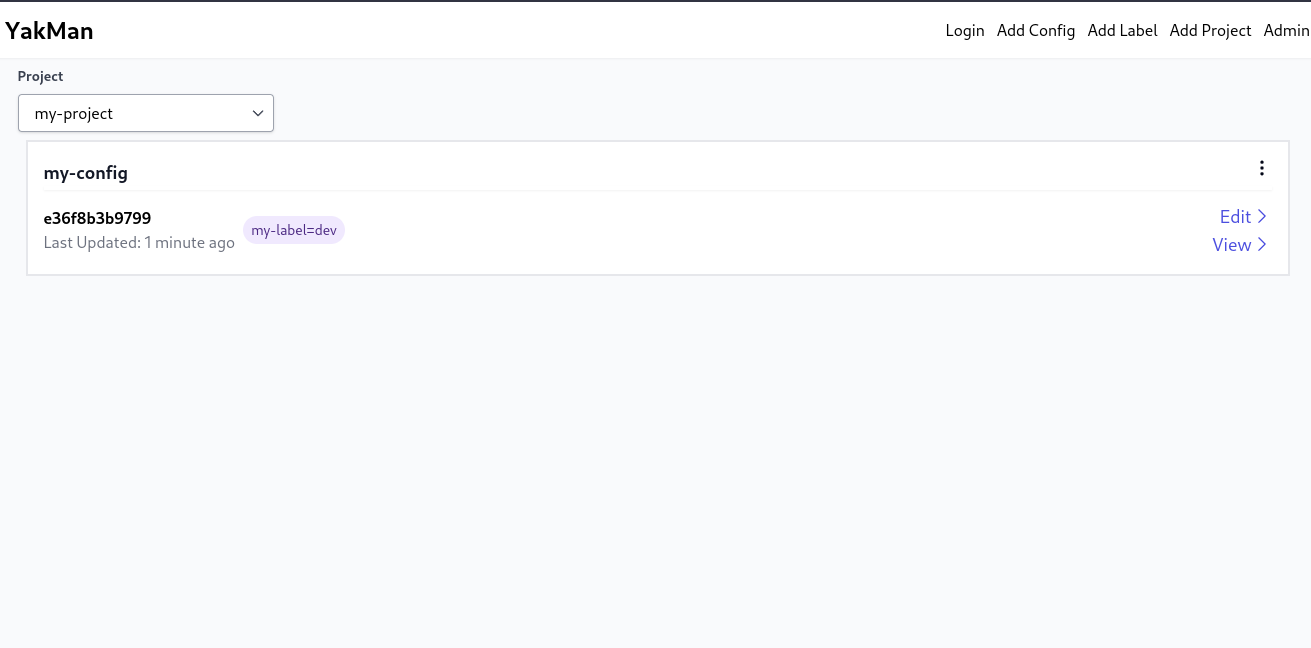 YakMan
Login Add Config Add Label Add Project Admin
Project
my-project
my-config
e36f8b3b9799
Last Updated: 1 minute ago
my-label=dev
Edit
View